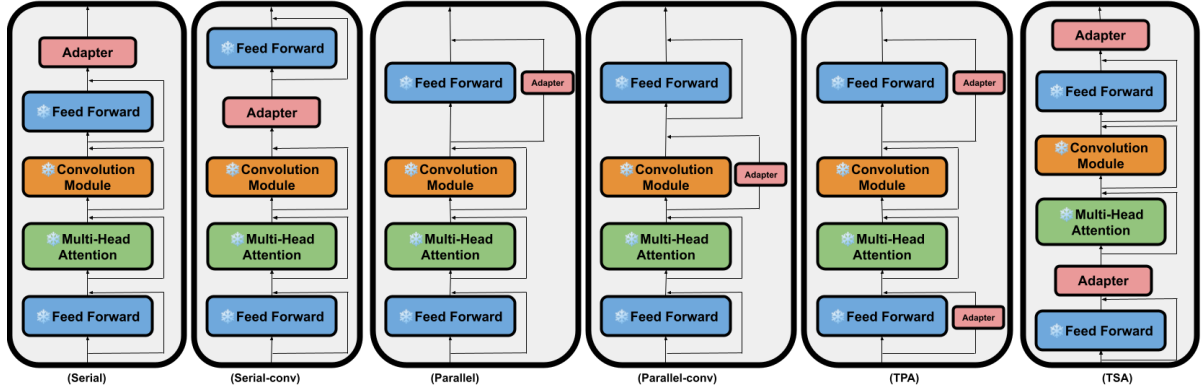 Adapter
Feed Forward
Convolution
Module
Multi-Head
Attention
Feed Forward
(Serial)
Feed Forward
Adapter
Convolution
Module
Multi-Head
Attention
Feed Forward
(Serial-conv)
Feed Forward
Adapter
Convolution
Module
Multi-Head
Attention
Feed Forward
(Parallel)
Feed Forward
Convolution
Module
Adapter
Multi-Head
Attention
Feed Forward
(Parallel-conv)
Feed Forward
Adapter
Convolution
Module
Multi-Head
Attention
Feed Forward
Adapter
(TPA)
Adapter
Feed Forward
Convolution
Module
Multi-Head
Attention
Adapter
Feed Forward
(TSA)